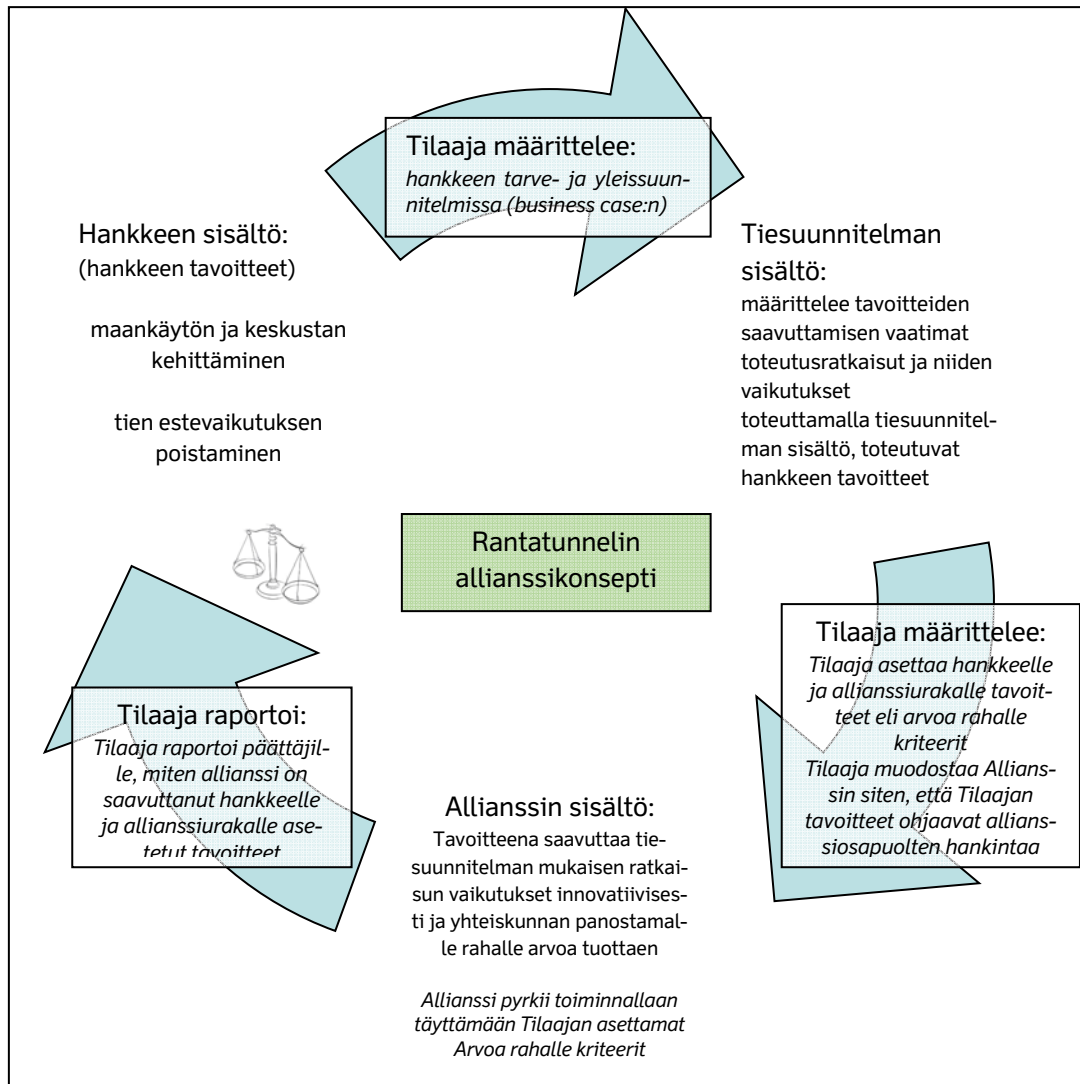 Tilaaja määrittelee:
hankkeen tarve- ja yleissuun-
nitelmissa (business case:n)
Hankkeen sisältö:
(hankkeen tavoitteet)
maankäytön ja keskustan
kehittäminen
tien estevaikutuksen
poistaminen
Tiesuunnitelman
sisältö:
määrittelee tavoitteiden
saavuttamisen vaatimat
toteutusratkaisut ja niiden
vaikutukset
toteuttamalla tiesuunnitel-
man sisältö, toteutuvat
hankkeen tavoitteet
Rantatunnelin
allianssikonsepti
Tilaaja määrittelee:
Tilaaja asettaa hankkeelle
ja allianssiurakalle tavoit-
teet eli arvoa rahalle
kriteerit
Tilaaja muodostaa Allians-
sin siten, että Tilaajan
tavoitteet ohjaavat allians-
siosapuolten hankintaa
Tilaaja raportoi:
Tilaaja raportoi päättäjil-
le, miten allianssi on
saavuttanut hankkeelle
ja allianssiurakalle ase-
tetut tavoitteet
Allianssin sisältö:
Tavoitteena saavuttaa tie-
suunnitelman mukaisen ratkai-
sun vaikutukset innovatiivises-
ti ja yhteiskunnan panostamal-
le rahalle arvoa tuottaen
Allianssi pyrkii toiminnallaan
täyttämään Tilaajan asettamat
Arvoa rahalle kriteerit